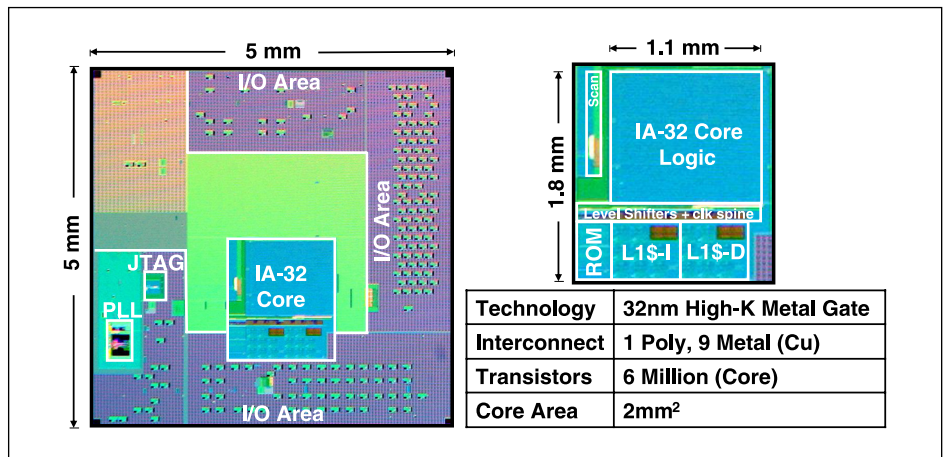 5 mm
5 mm
I/O Area
I/O Area
JTAG
PLL
IA-32
Core
I/O Area
1.1 mm
1.8 mm
Scan
IA-32 Core
Logic
Level Shifters + clk spine
ROM
L1$-I
L1$-D
Technology 32nm High-K Metal Gate
Interconnect 1 Poly, 9 Metal (Cu)
Transistors 6 Million (Core)
Core Area 2mm²